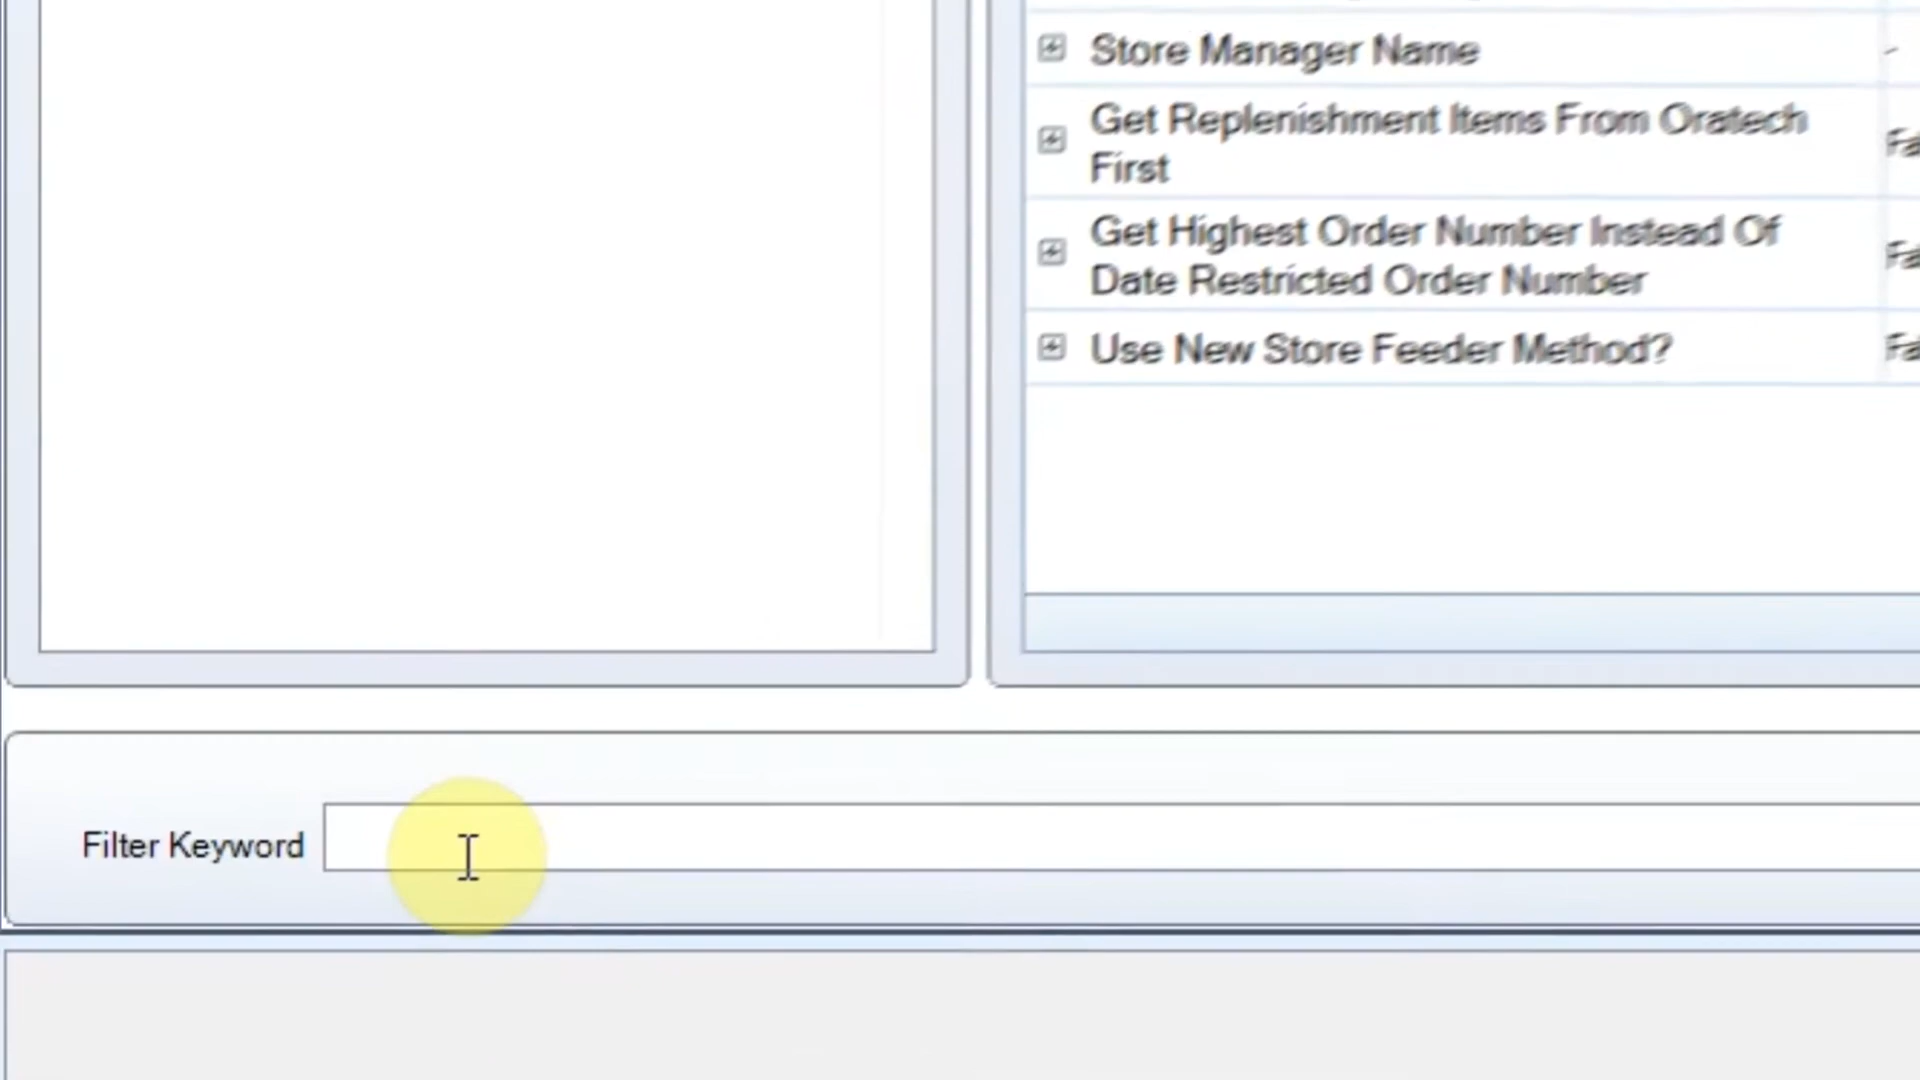 Store Manager Name -
Get Replenishment Items From Oratech
First
Get Highest Order Number Instead Of
Date Restricted Order Number
Use New Store Feeder Method?
Filter Keyword